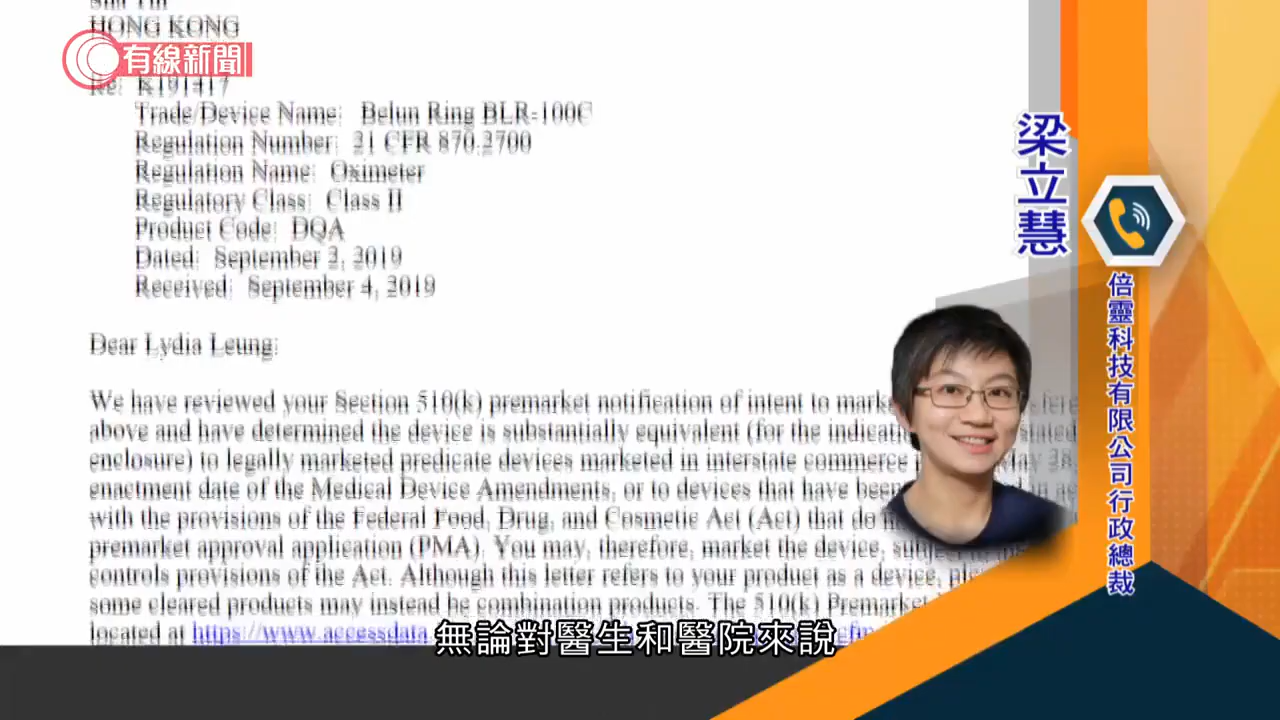 HONG KONG
有線新聞
Re: K191417
Trade/Device Name: Belun Ring BLR-100C
Regulation Number: 21 CFR 870.2700
Regulation Name: Oximeter
Regulatory Class: Class II
Product Code: DQA
Dated: September 2, 2019
Received: September 4, 2019
Dear Lydia Leung:
We have reviewed your Section 510(k) premarket notification of intent to
above and have determined the device is substantially equivalent (for the
enclosure) to legally marketed predicate devices marketed in interstate commerce
enactment date of the Medical Device Amendments, or to devices that have been
with the provisions of the Federal Food, Drug, and Cosmetic Act (Act) that do
premarket approval application (PMA). You may, therefore, market the device,
controls provisions of the Act. Although this letter refers to your product as a device,
some cleared products may instead be combination products. The 510(k)
located at https://www.accessdata.
梁立慧
倍靈科技有限公司行政總裁
無論對醫生和醫院來說